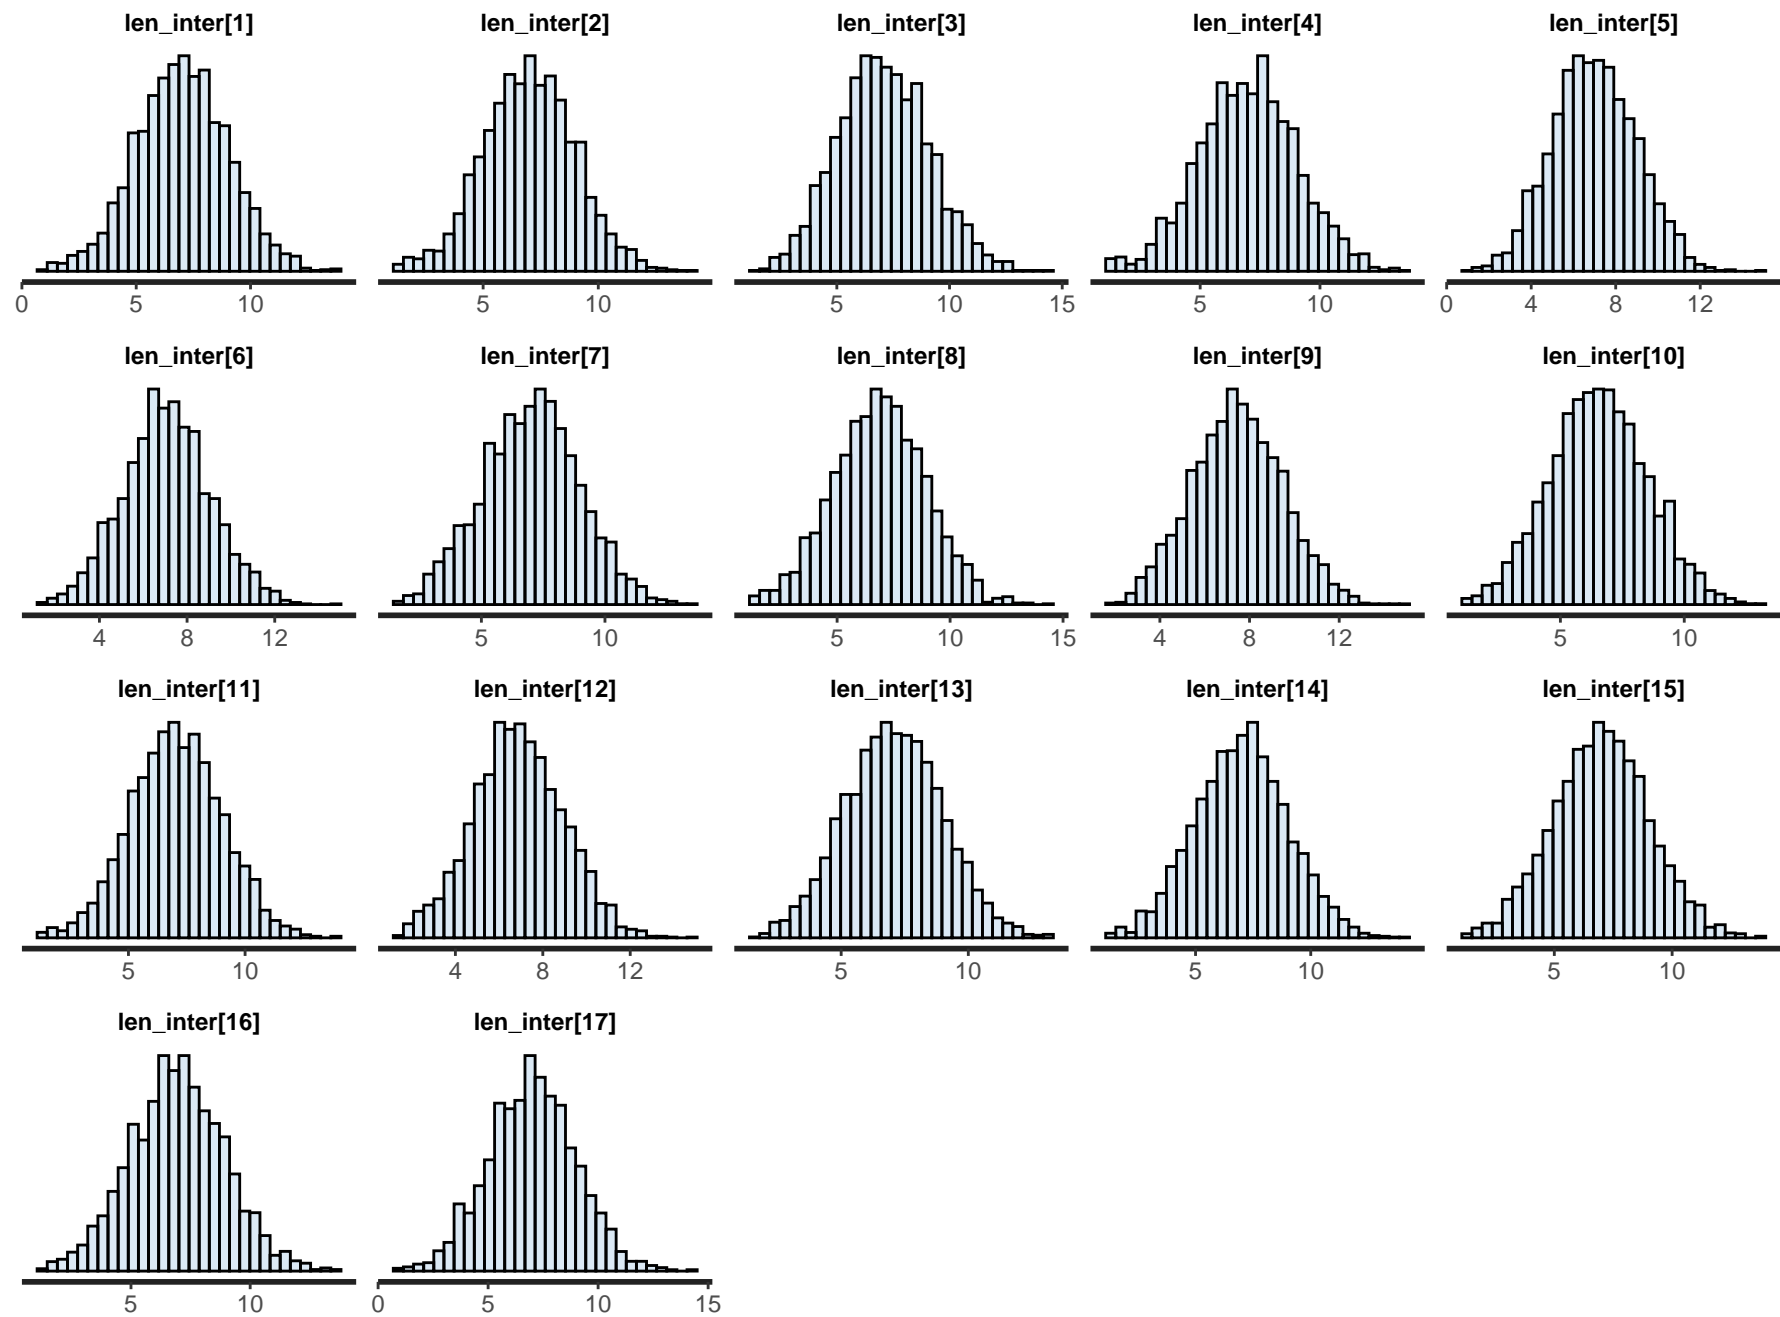 len_inter[1] len_inter[2] len_inter[3] len_inter[4] len_inter[5]
0 5 10 5 10 5 10 15 5 10 0 4 8 12
len_inter[6] len_inter[7] len_inter[8] len_inter[9] len_inter[10]
4 8 12 5 10 5 10 15 4 8 12 5 10
len_inter[11] len_inter[12] len_inter[13] len_inter[14] len_inter[15]
5 10 4 8 12 5 10 5 10 5 10
len_inter[16] len_inter[17]
5 10 0 5 10 15